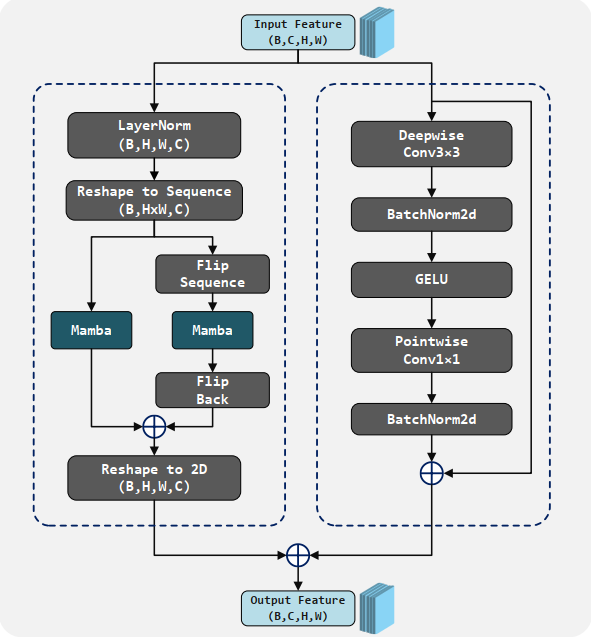 Input Feature
(B,C,H,W)
LayerNorm
(B,H,W,C)
Reshape to Sequence
(B,HxW,C)
Flip
Sequence
Mamba
Mamba
Flip
Back
Reshape to 2D
(B,H,W,C)
Deepwise
Conv3×3
BatchNorm2d
GELU
Pointwise
Conv1×1
BatchNorm2d
Output Feature
(B,C,H,W)